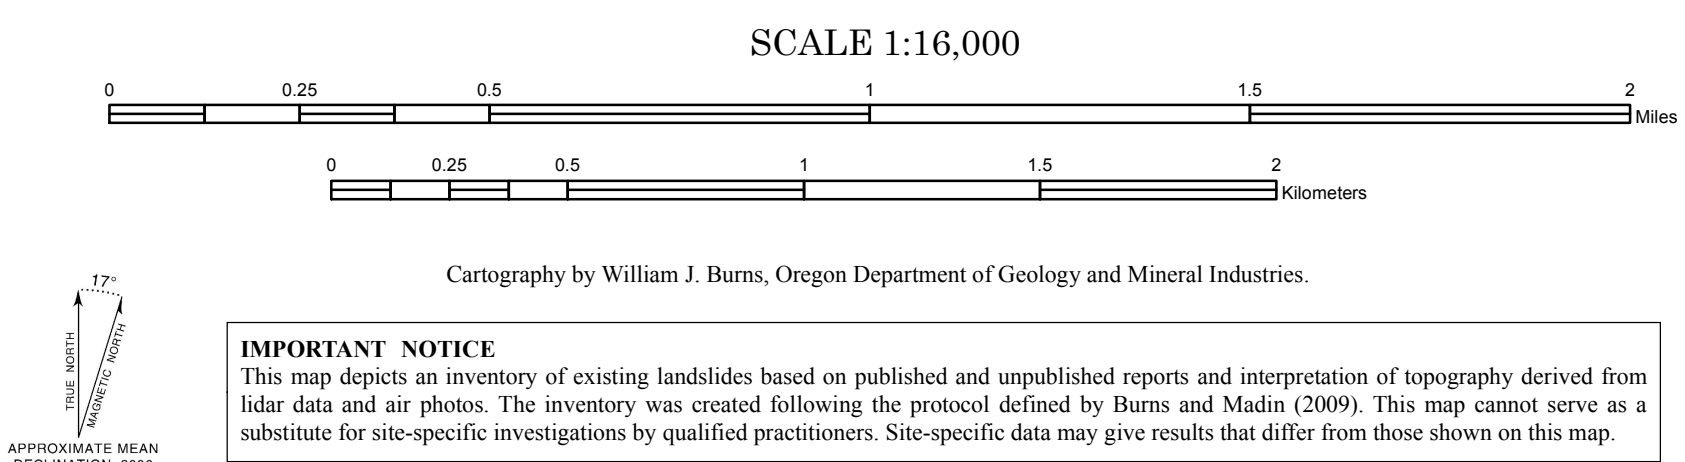 SCALE 1:16,000
0 0.25 0.5 1 1.5 2
Miles
0 0.25 0.5 1 1.5 2
Kilometers
Cartography by William J. Burns, Oregon Department of Geology and Mineral Industries.
17°
TRUE NORTH
MAGNETIC NORTH
APPROXIMATE MEAN
IMPORTANT NOTICE
This map depicts an inventory of existing landslides based on published and unpublished reports and interpretation of topography derived from
lidar data and air photos. The inventory was created following the protocol defined by Burns and Madin (2009). This map cannot serve as a
substitute for site-specific investigations by qualified practitioners. Site-specific data may give results that differ from those shown on this map.